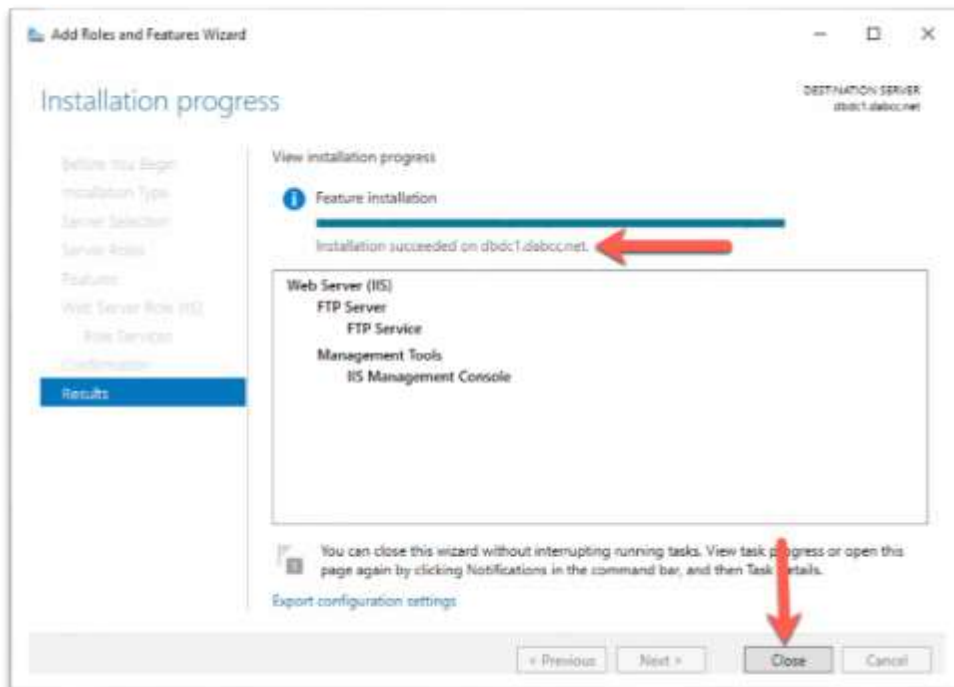 Add Roles and Features Wizard
Installation progress
DESTINATION SERVER
dbdc1.dabcc.net
Before You Begin
Installation Type
Server Selection
Server Roles
Features
Web Server Role (IIS)
Role Services
Confirmation
Results
View installation progress
Feature installation
Installation succeeded on dbdc1.dabcc.net.
Web Server (IIS)
FTP Server
FTP Service
Management Tools
IIS Management Console
You can close this wizard without interrupting running tasks. View task progress or open this
page again by clicking Notifications in the command bar, and then Task Details.
Export configuration settings
< Previous
Next >
Close
Cancel